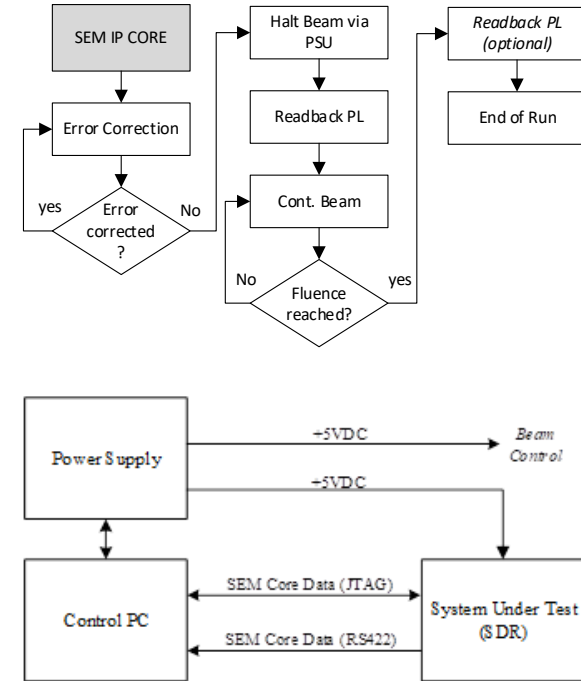 SEM IP CORE
Error Correction
yes
No
Error
corrected
?
Halt Beam via
PSU
Readback PL
Cont. Beam
No
yes
Fluence
reached?
Readback PL
(optional)
End of Run
Power Supply
+5VDC
Beam
Control
+5VDC
Control PC
SEM Core Data (JTAG)
SEM Core Data (RS422)
System Under Test
(SDR)